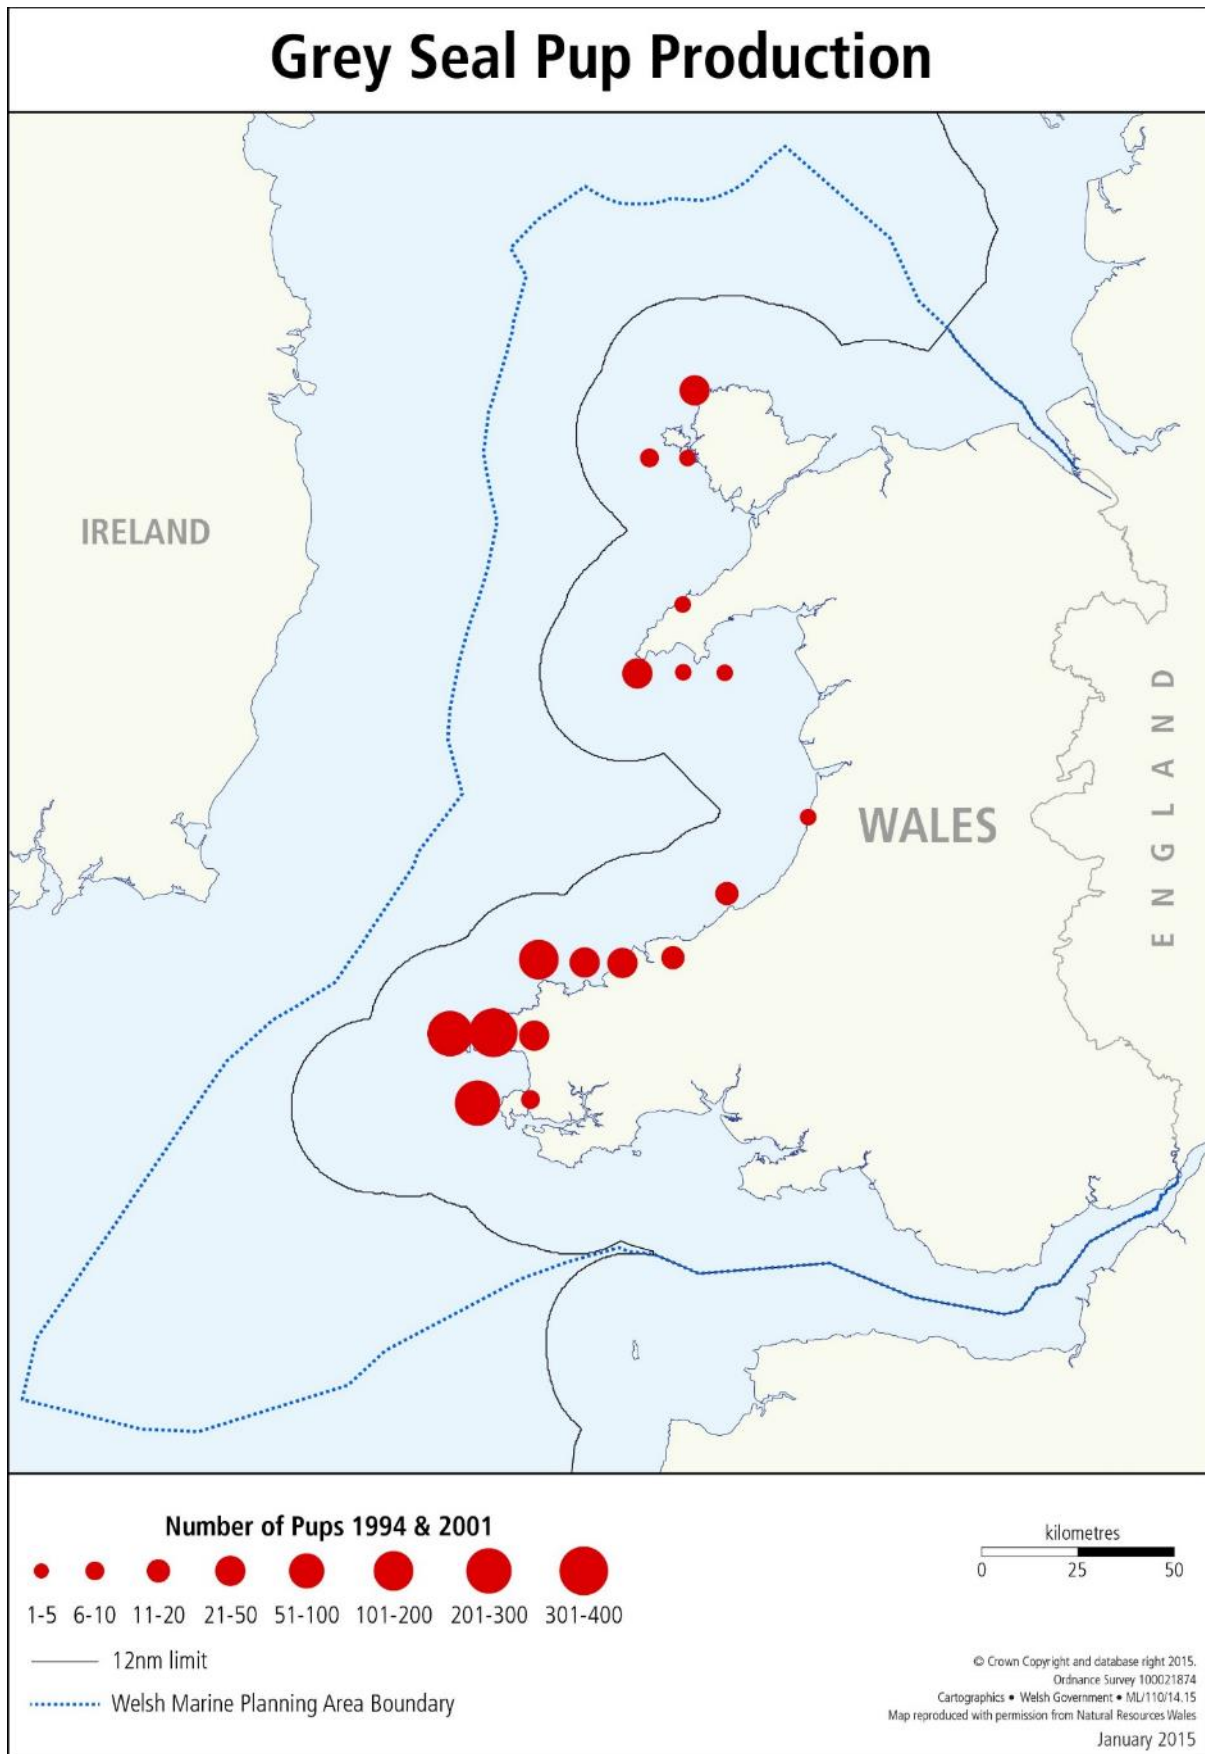 Grey Seal Pup Production
IRELAND
WALES
ENGLAND
Number of Pups 1994 & 2001
1-5 6-10 11-20 21-50 51-100 101-200 201-300 301-400
12nm limit
Welsh Marine Planning Area Boundary
kilometres
0 25 50
© Crown Copyright and database right 2015.
Ordnance Survey 100021874
Cartographics • Welsh Government • ML/110/14.15
Map reproduced with permission from Natural Resources Wales
January 2015